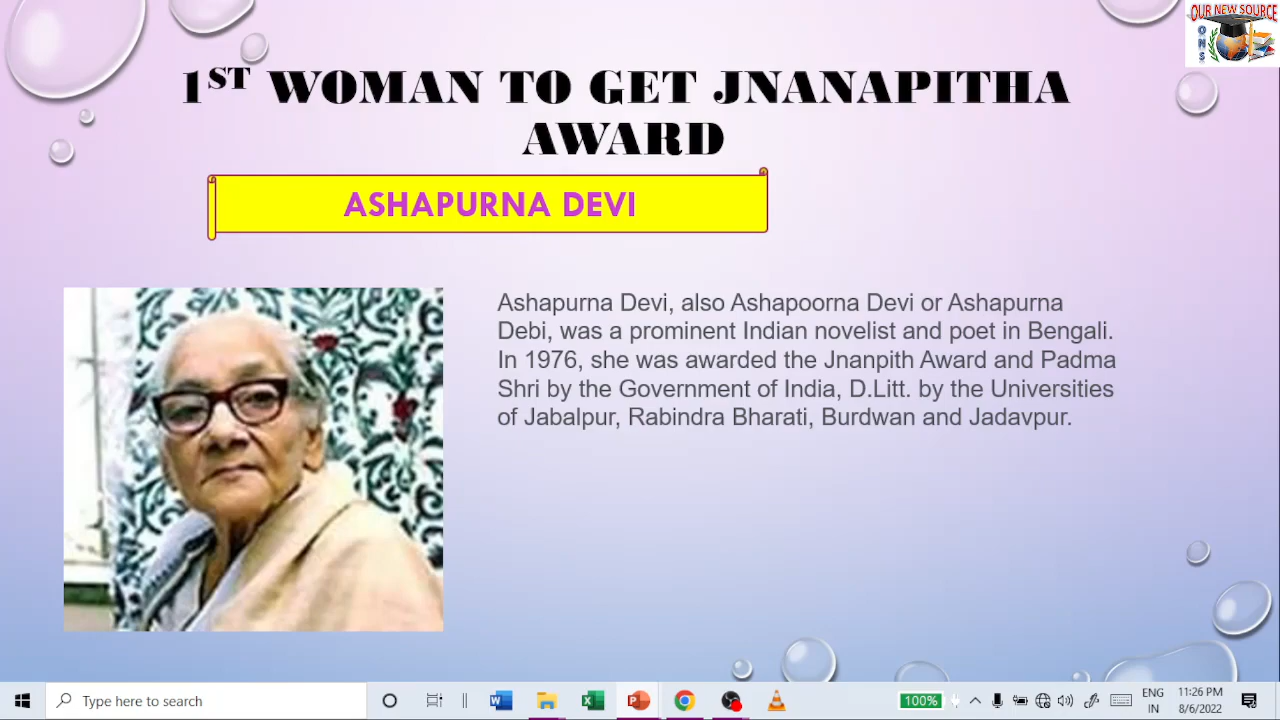 OUR NEW SOURCE
ONS
1ST WOMAN TO GET JNANAPITHA
AWARD
ASHAPURNA DEVI
Ashapurna Devi, also Ashapoorna Devi or Ashapurna
Debi, was a prominent Indian novelist and poet in Bengali.
In 1976, she was awarded the Jnanpith Award and Padma
Shri by the Government of India, D.Litt. by the Universities
of Jabalpur, Rabindra Bharati, Burdwan and Jadavpur.
Type here to search
100%
ENG
IN
11:26 PM
8/6/2022